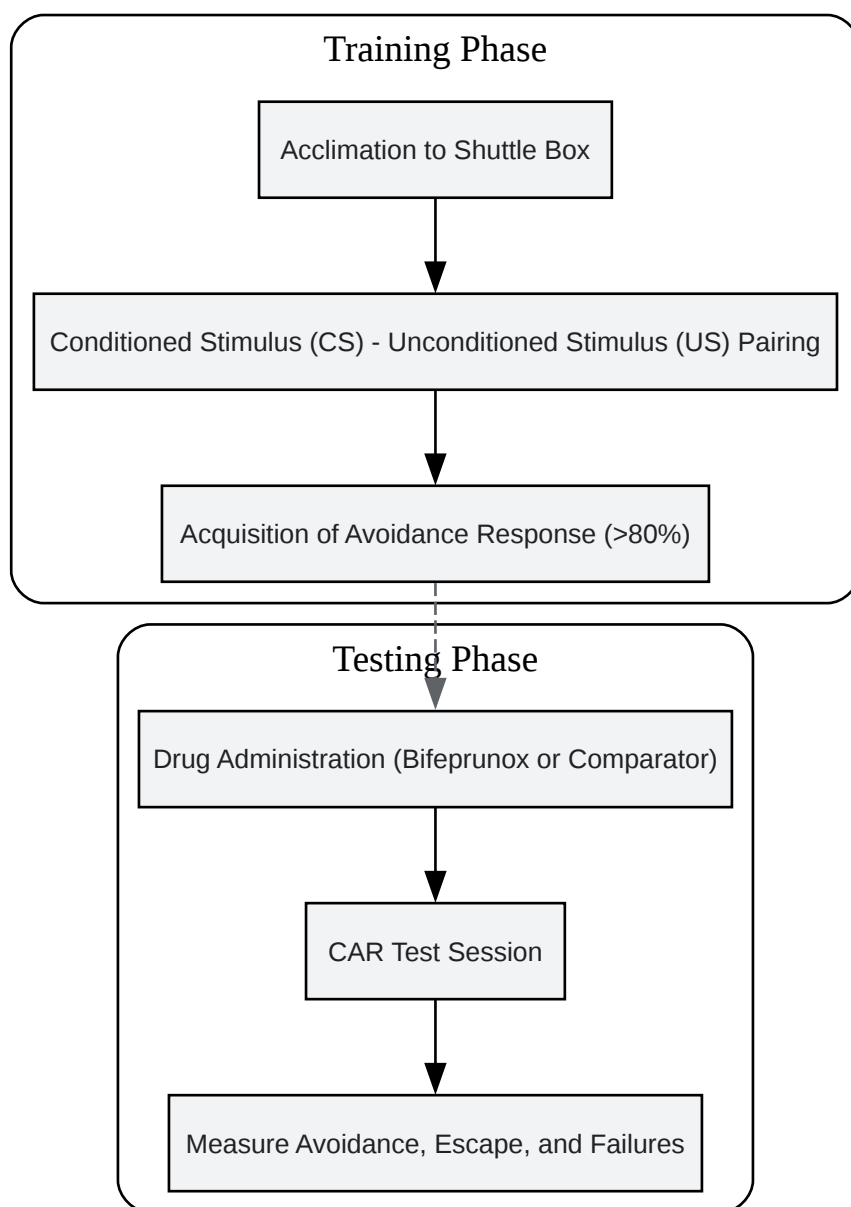 Training Phase
Acclimation to Shuttle Box
Conditioned Stimulus (CS) - Unconditioned Stimulus (US) Pairing
Acquisition of Avoidance Response (>80%)
Testing Phase
Drug Administration (Bifeprunox or Comparator)
CAR Test Session
Measure Avoidance, Escape, and Failures